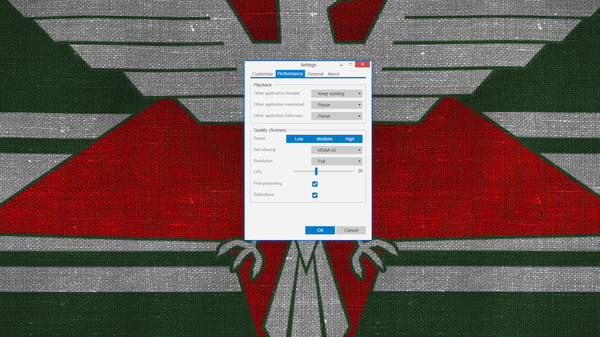 Settings
Customise Performance General About
Playback
Other application focused: Keep running
Other application maximized: Pause
Other application fullscreen: Pause
Quality (Scenes)
Preset: Low Medium High
Anti-aliasing: MSAA x2
Resolution: Full
FPS: 25
Post-processing:
Reflections:
OK Cancel